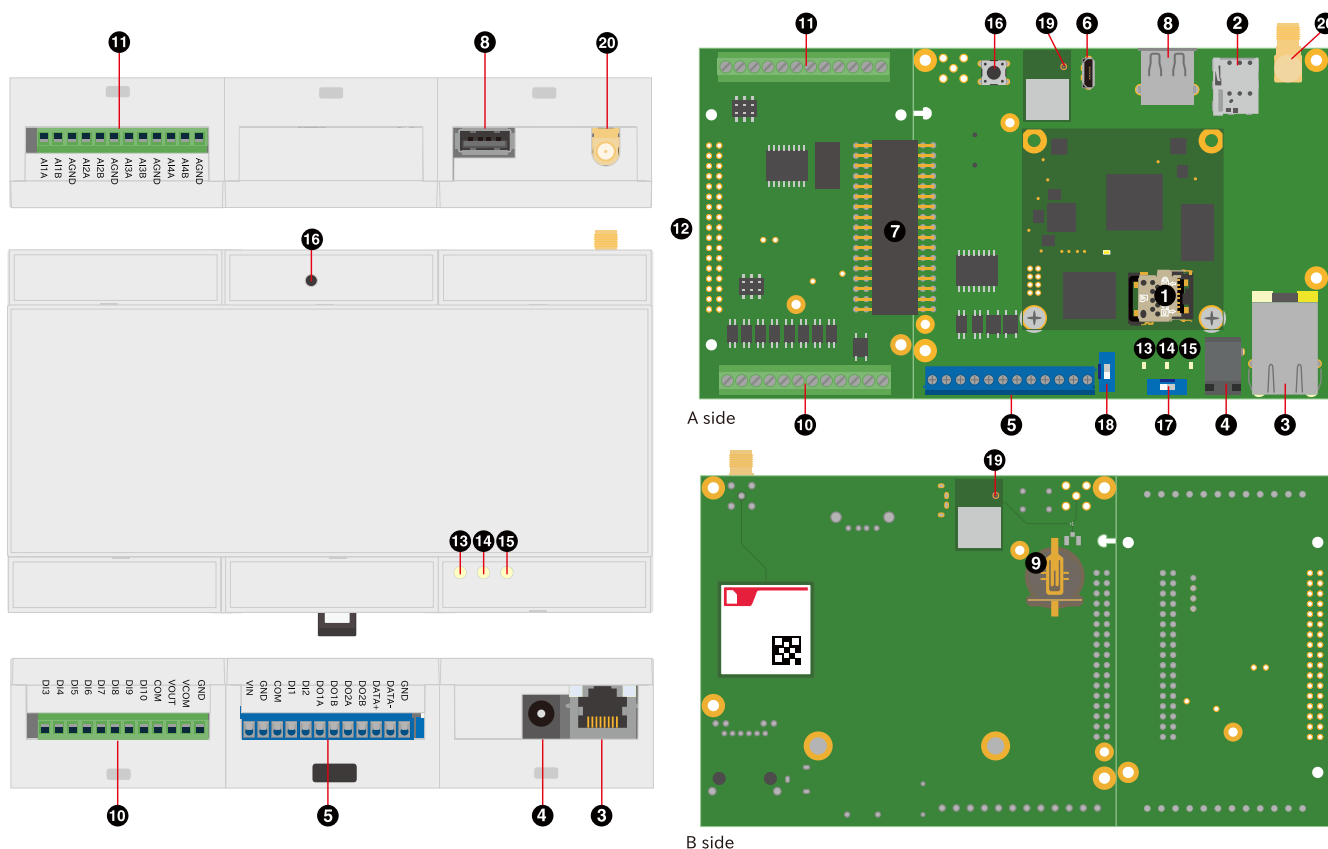 11
8
20
AI1A
AI1B
AGND
AI2A
AI2B
AGND
AI3A
AI3B
AGND
AI4A
AI4B
AGND
16
13
14
15
DI3
DI4
DI5
DI6
DI7
DI8
DI9
DI10
COM
VOUT
VCOM
GND
VIN
GND
COM
DI1
DI2
DO1A
DO1B
DO2A
DO2B
DATA+
DATA-
GND
10
5
4
3
11
16
19
6
8
2
20
12
7
1
13
14
15
10
5
18
17
4
3
A side
19
9
B side